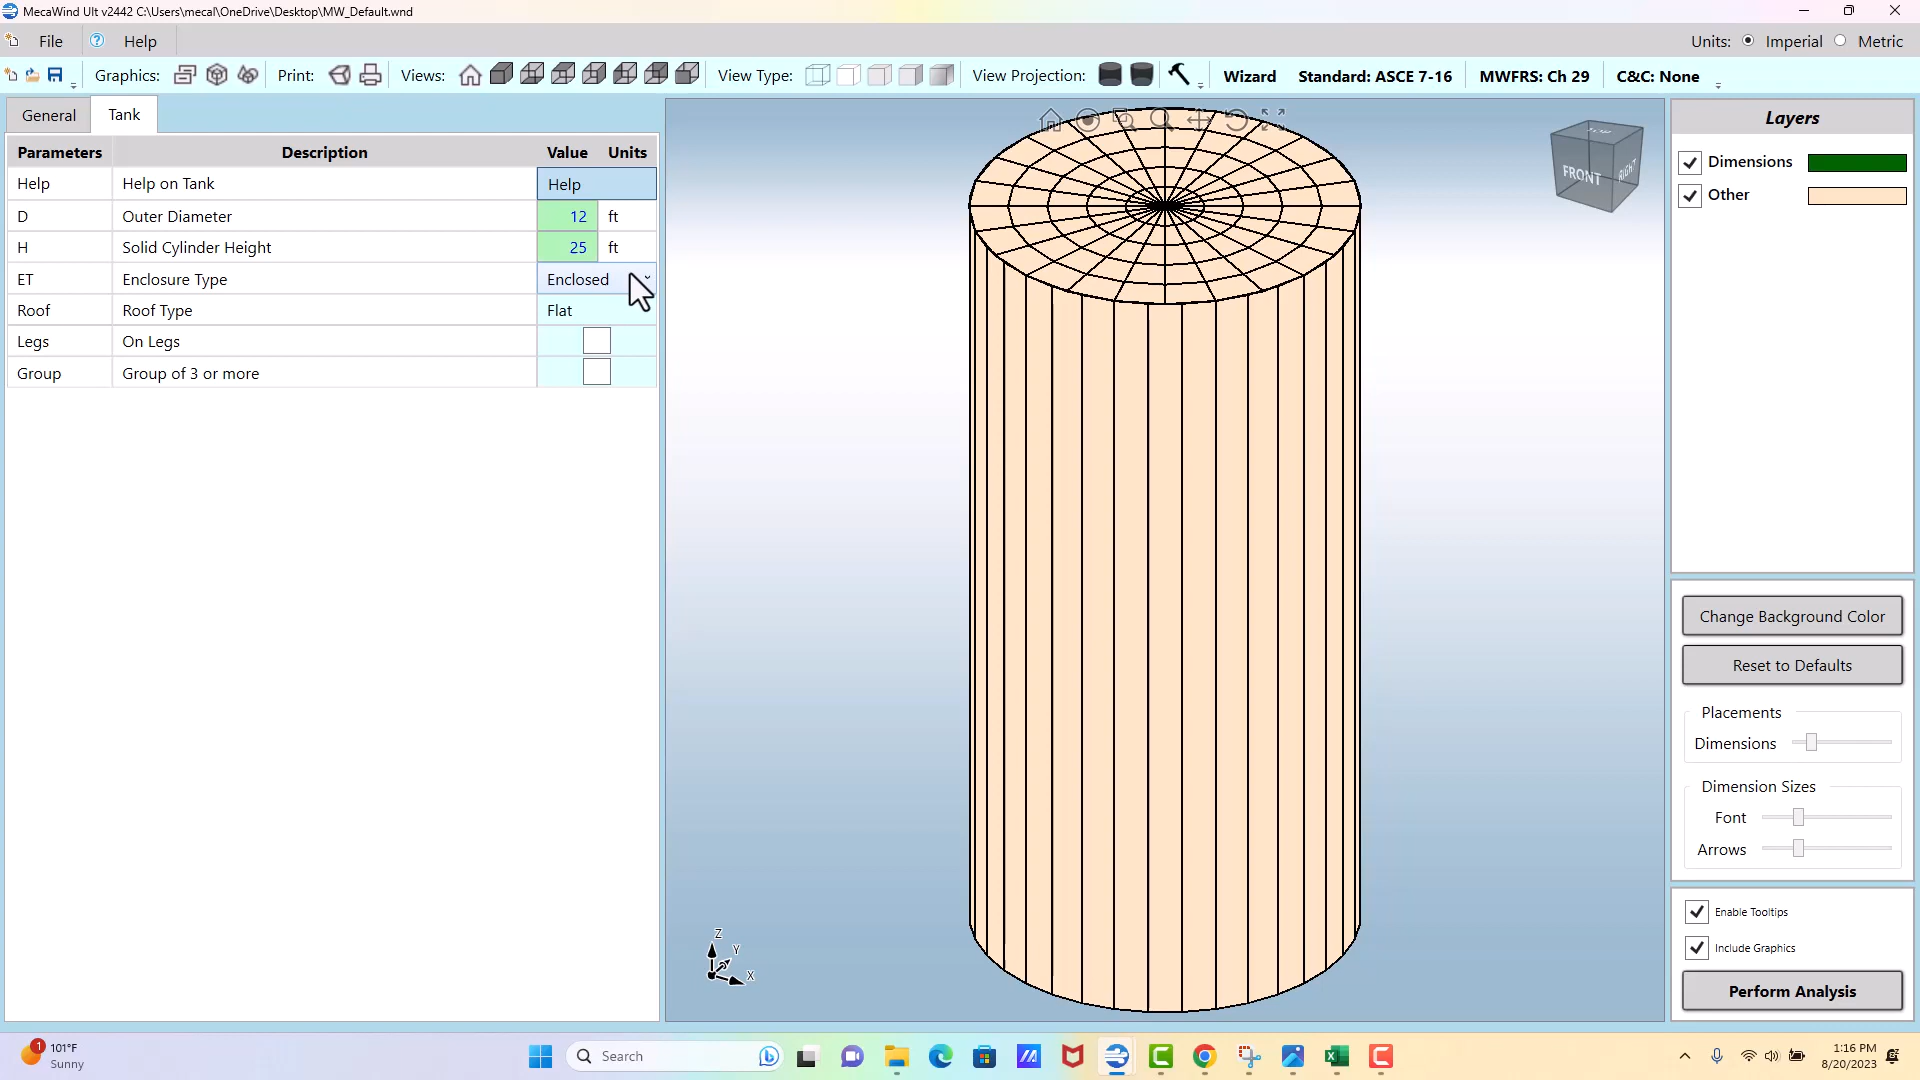 MecaWind Ult v2442 C:\Users\mecal\OneDrive\Desktop\MW_Default.wnd
File Help Units: Imperial Metric
Graphics: Print: Views: View Type: View Projection: Wizard Standard: ASCE 7-16 MWFRS: Ch 29 C&C: None
General Tank
Parameters Description Value Units
Help Help on Tank Help
D Outer Diameter 12 ft
H Solid Cylinder Height 25 ft
ET Enclosure Type Enclosed
Roof Roof Type Flat
Legs On Legs
Group Group of 3 or more
TOP
FRONT RIGHT
Z
Y
X
Layers
Dimensions
Other
Change Background Color
Reset to Defaults
Placements
Dimensions
Dimension Sizes
Font
Arrows
Enable Tooltips
Include Graphics
Perform Analysis
1
101°F
Sunny
Search
1:16 PM
8/20/2023